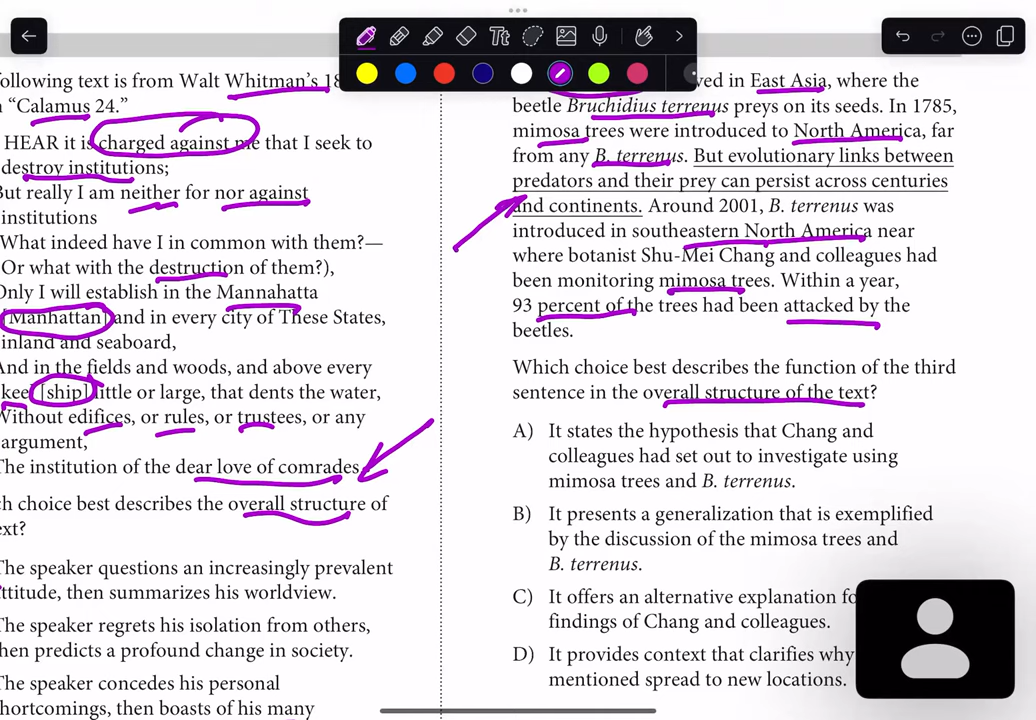 Tt
ollowing text is from Walt Whitman's 18
"Calamus 24."
HEAR it is charged against me that I seek to
destroy institutions;
But really I am neither for nor against
institutions
What indeed have I in common with them?—
Or what with the destruction of them?),
Only I will establish in the Mannahatta
[Manhattan] and in every city of These States,
inland and seaboard,
And in the fields and woods, and above every
keel [ship] little or large, that dents the water,
Without edifices, or rules, or trustees, or any
argument,
The institution of the dear love of comrades.
ch choice best describes the overall structure of
ext?
The speaker questions an increasingly prevalent
attitude, then summarizes his worldview.
The speaker regrets his isolation from others,
then predicts a profound change in society.
The speaker concedes his personal
hortcomings, then boasts of his many
ved in East Asia, where the
beetle Bruchidius terrenus preys on its seeds. In 1785,
mimosa trees were introduced to North America, far
from any B. terrenus. But evolutionary links between
predators and their prey can persist across centuries
and continents. Around 2001, B. terrenus was
introduced in southeastern North America near
where botanist Shu-Mei Chang and colleagues had
been monitoring mimosa trees. Within a year,
93 percent of the trees had been attacked by the
beetles.
Which choice best describes the function of the third
sentence in the overall structure of the text?
A) It states the hypothesis that Chang and
colleagues had set out to investigate using
mimosa trees and B. terrenus.
B) It presents a generalization that is exemplified
by the discussion of the mimosa trees and
B. terrenus.
C) It offers an alternative explanation fo
findings of Chang and colleagues.
D) It provides context that clarifies why
mentioned spread to new locations.